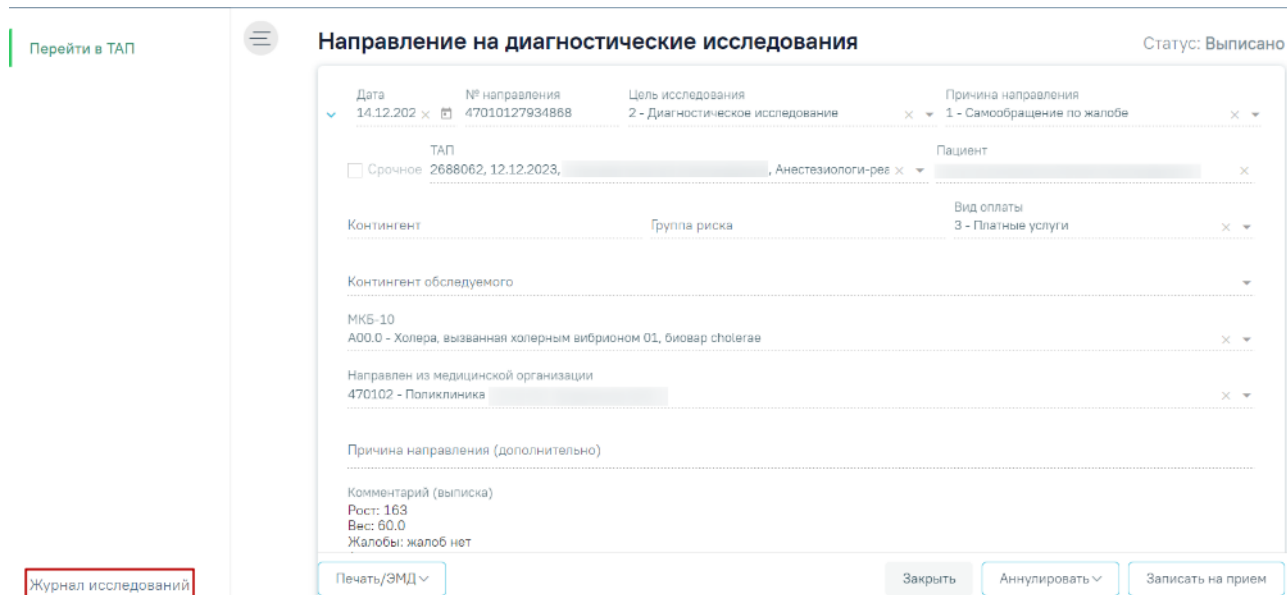 Перейти в ТАП
Направление на диагностические исследования
Статус: Выписано
Дата № направления Цель исследования Причина направления
14.12.202 47010127934868 2 - Диагностическое исследование 1 - Самообращение по жалобе
ТАП Пациент
Срочное 2688062, 12.12.2023, , Анестезиологи-реа
Вид оплаты
Контингент Группа риска 3 - Платные услуги
Контингент обследуемого
МКБ-10
A00.0 - Холера, вызванная холерным вибрионом 01, биовар cholerae
Направлен из медицинской организации
470102 - Поликлиника
Причина направления (дополнительно)
Комментарий (выписка)
Рост: 163
Вес: 60.0
Жалобы: жалоб нет
Журнал исследований
Печать/ЭМД Закрыть Аннулировать Записать на прием